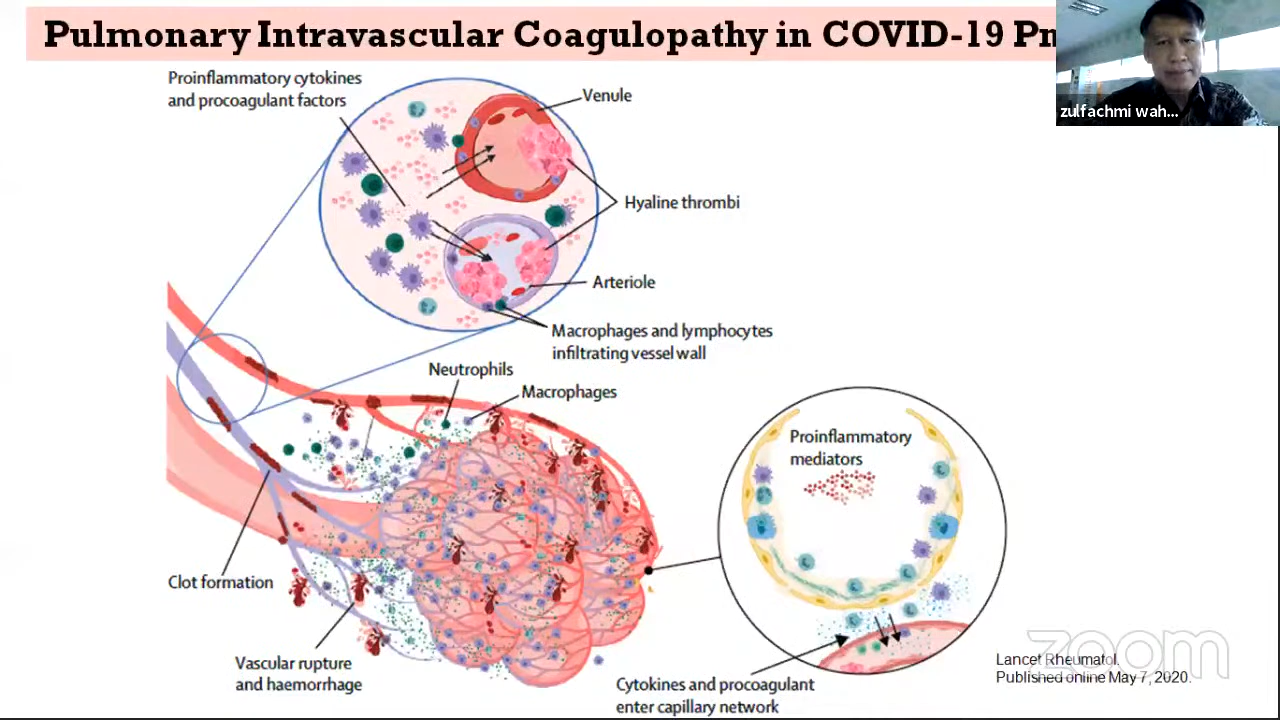 Pulmonary Intravascular Coagulopathy in COVID-19
zulfachmi wah...
Proinflammatory cytokines
and procoagulant factors
Venule
Hyaline thrombi
Arteriole
Macrophages and lymphocytes
infiltrating vessel wall
Neutrophils
Macrophages
Proinflammatory
mediators
Clot formation
Vascular rupture
and haemorrhage
Cytokines and procoagulant
enter capillary network
Lancet Rheumatol.
Published online May 7, 2020.
zoom